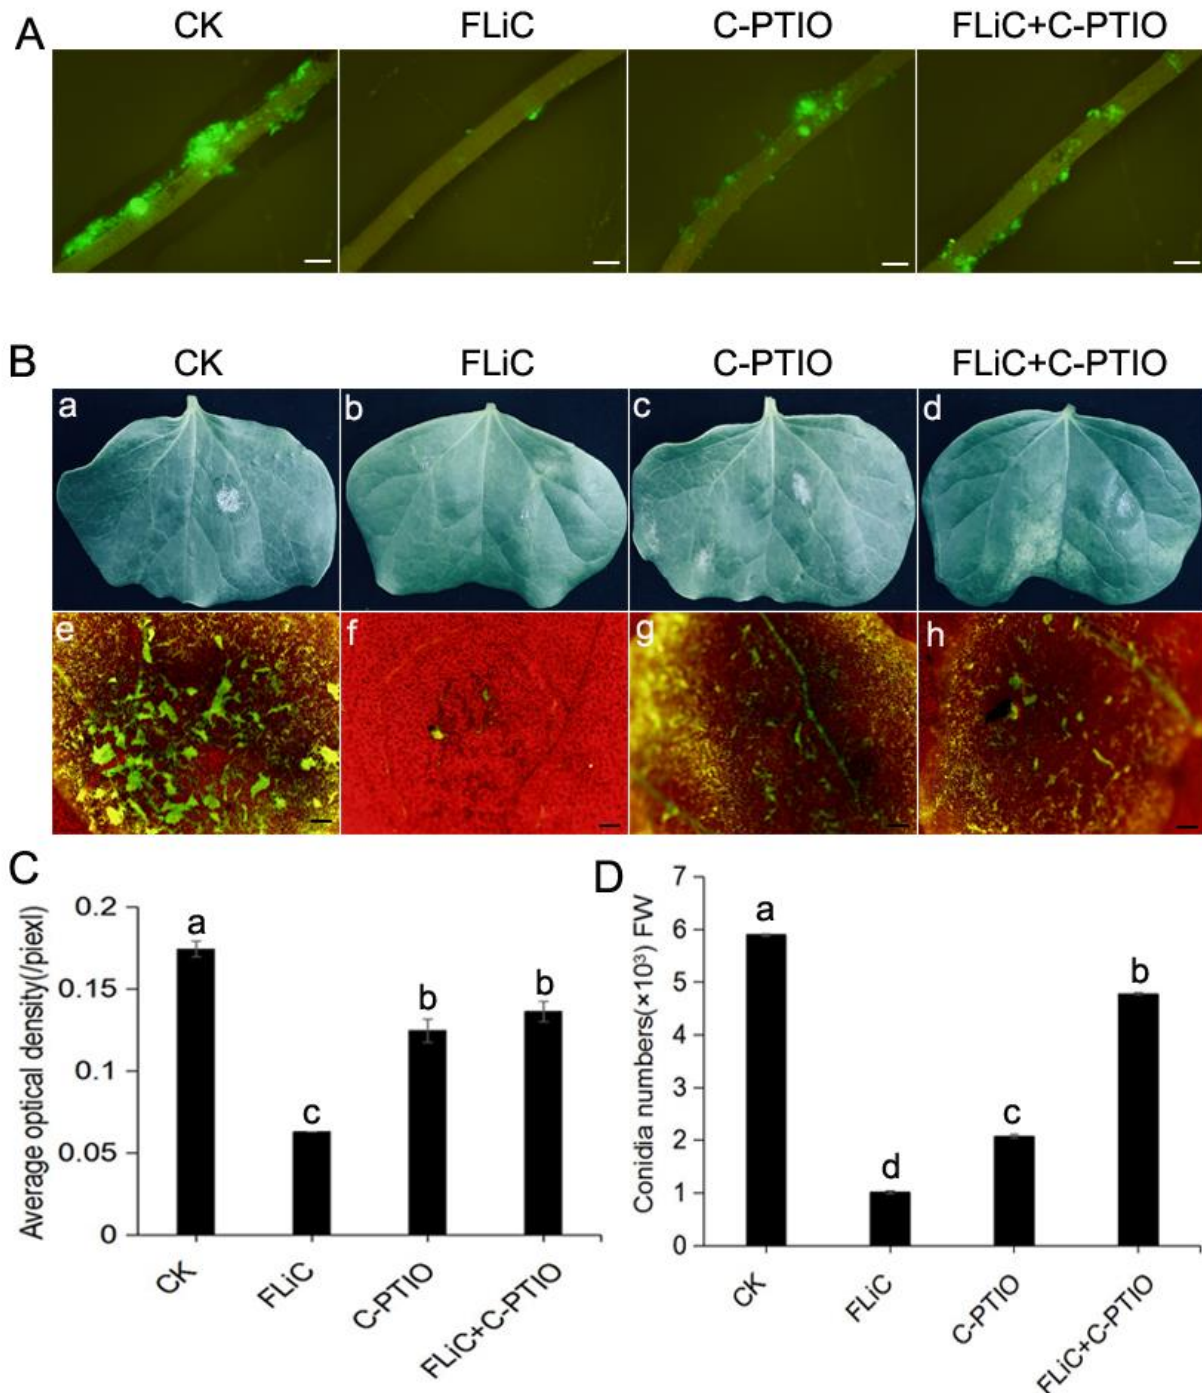 A
CK
FLiC
C-PTIO
FLiC+C-PTIO
B
CK
FLiC
C-PTIO
FLiC+C-PTIO
a
b
c
d
e
f
g
h
C
Average optical density(/piexl)
0.2
0.15
0.1
0.05
0
a
c
b
b
CK
FLiC
C-PTIO
FLiC+C-PTIO
D
Conidia numbers(×10³) FW
7
6
5
4
3
2
1
0
a
d
c
b
CK
FLiC
C-PTIO
FLiC+C-PTIO